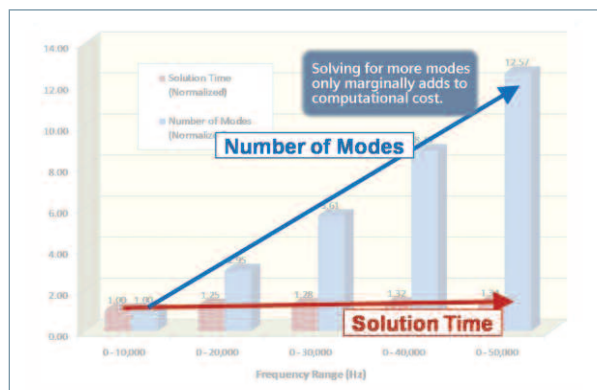 14.00
12.00
10.00
8.00
6.00
4.00
2.00
0.00
Solution Time
(Normalized)
Number of Modes
Solving for more modes
only marginally adds to
computational cost.
Number of Modes
12.57
1.00
1.00
1.25
1.28
1.32
Solution Time
0–10,000
0–20,000
0–30,000
0–40,000
0–50,000
Frequency Range (Hz)